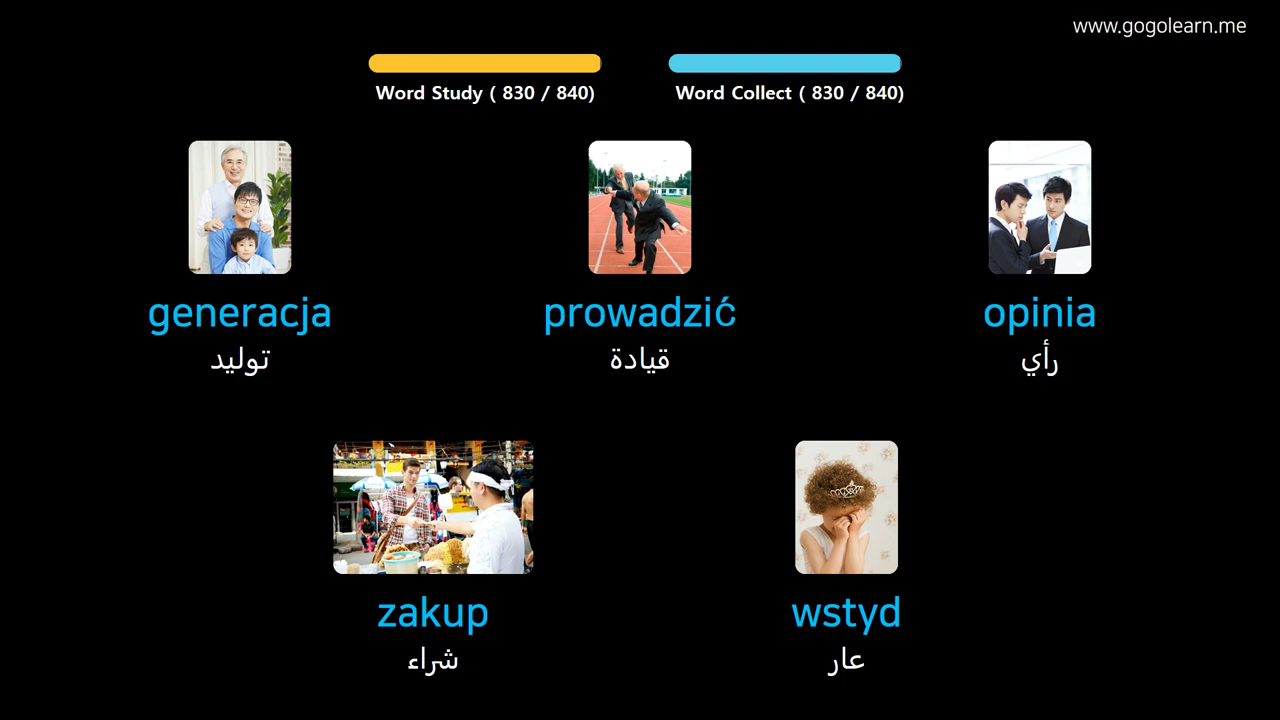 www.gogolearn.me
Word Study ( 830 / 840)
Word Collect ( 830 / 840)
generacja
توليد
prowadzić
قيادة
opinia
رأي
zakup
شراء
wstyd
عار